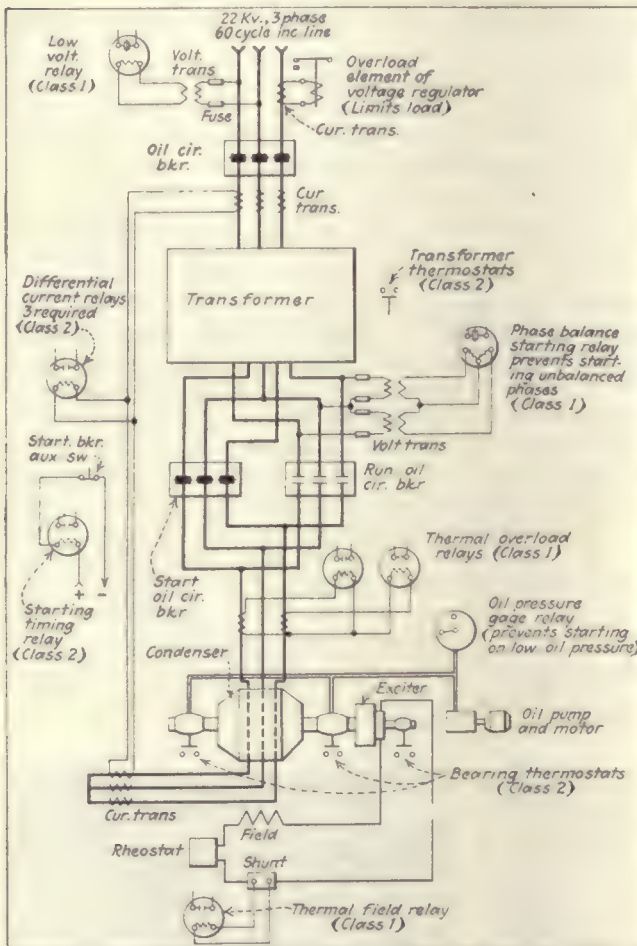 22 Kv., 3 phase
60 cycle inc line
Low
volt.
relay
(Class 1)
Volt.
trans
Fuse
Overload
element of
voltage regulator
(Limits load)
Cur. trans.
Oil cir.
bkr.
Cur
trans.
Transformer
Transformer
thermostats
(Class 2)
Differential
current relays
3 required
(Class 2)
Phase balance
starting relay
prevents start-
ing unbalanced
phases
(Class 1)
Volt trans
Start. bkr.
aux sw
Run oil
cir. bkr
+ -
Starting
timing
relay
(Class 2)
Start
oil cir.
bkr
Thermal overload
relays (Class 1)
Oil pressure
gage relay
(prevents starting
on low oil pressure)
Condenser
Exciter
Oil pump
and motor
Bearing thermostats
(Class 2)
Cur. trans
Field
Rheostat
Shunt
Thermal field relay
(Class 1)